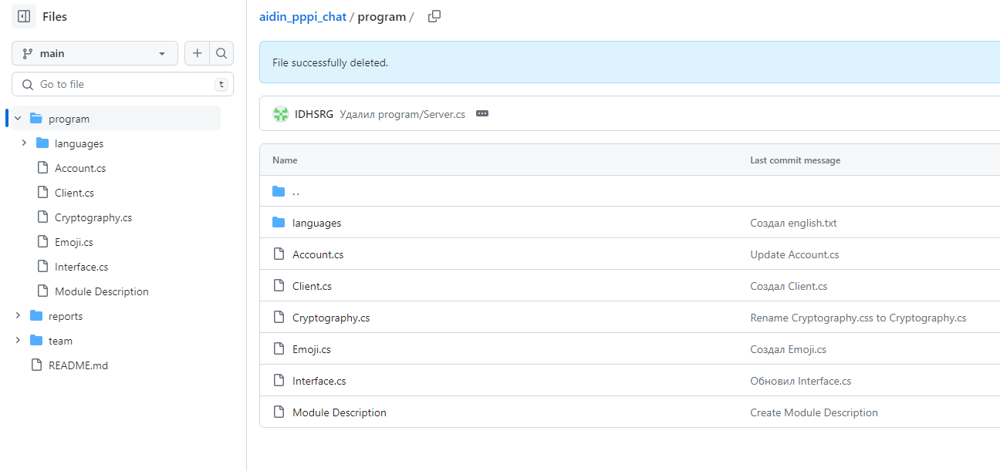 Files
main
Go to file
t
program
languages
Account.cs
Client.cs
Cryptography.cs
Emoji.cs
Interface.cs
Module Description
reports
team
README.md
aidin_pppi_chat / program /
File successfully deleted.
IDHSRG Удалил program/Server.cs
Name Last commit message
..
languages Создал english.txt
Account.cs Update Account.cs
Client.cs Создал Client.cs
Cryptography.cs Rename Cryptography.css to Cryptography.cs
Emoji.cs Создал Emoji.cs
Interface.cs Обновил Interface.cs
Module Description Create Module Description